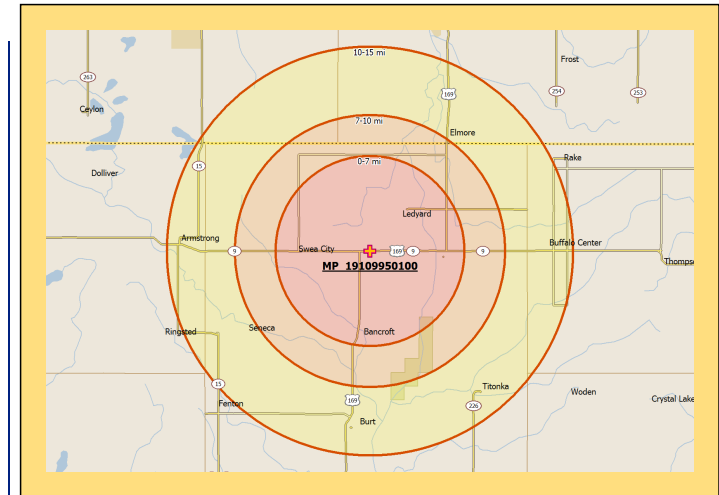 10-15 mi
Frost
263
169
254
253
Ceylon
7-10 mi
Elmore
0-7 mi
Rake
15
Dolliver
Ledyard
Armstrong
Swea City
Buffalo Center
9
169
9
9
Thomps
MP 19109950100
Seneca
Ringsted
Bancroft
15
Titonka
Woden
Crystal Lake
169
226
Fenton
Burt